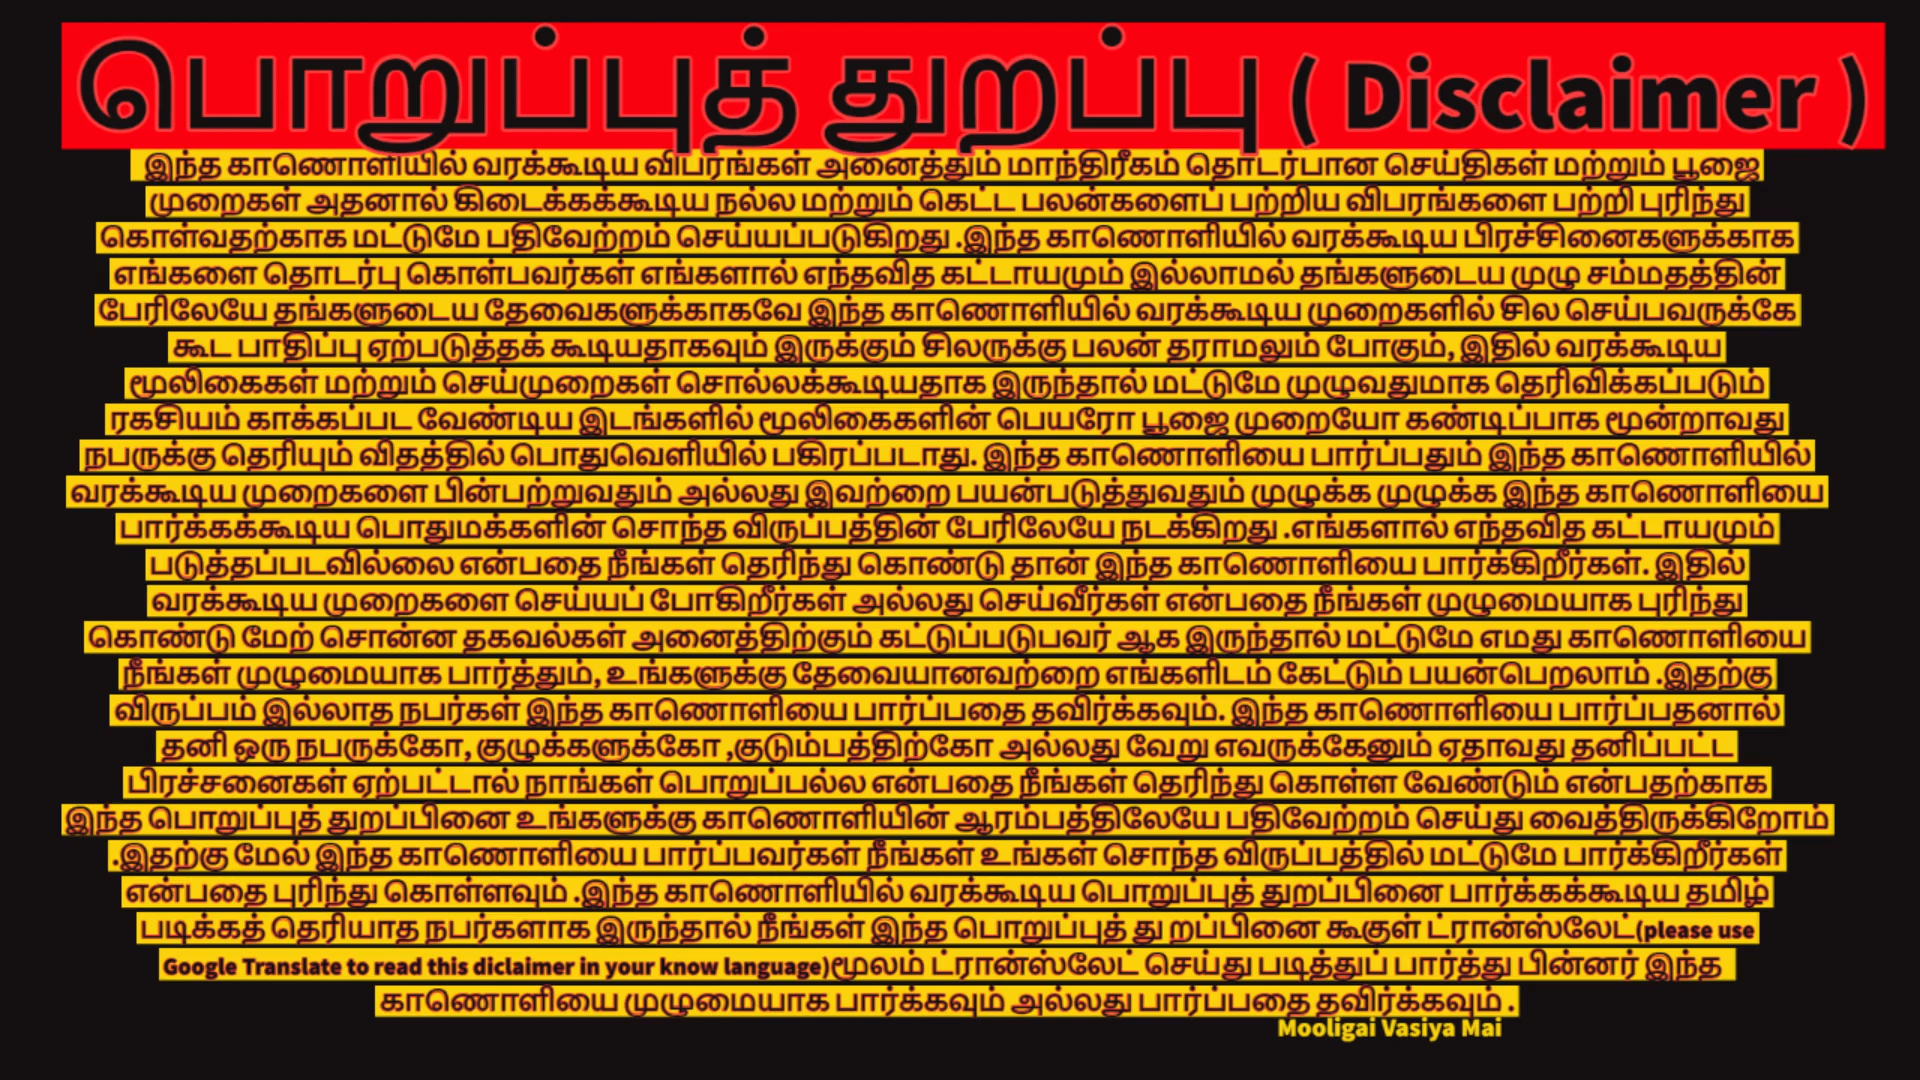 பொறுப்புத் துறப்பு ( Disclaimer )
இந்த காணொளியில் வரக்கூடிய விபரங்கள் அனைத்தும் மாந்திரீகம் தொடர்பான செய்திகள் மற்றும் பூஜை
முறைகள் அதனால் கிடைக்கக்கூடிய நல்ல மற்றும் கெட்ட பலன்களைப் பற்றிய விபரங்களை பற்றி புரிந்து
கொள்வதற்காக மட்டுமே பதிவேற்றம் செய்யப்படுகிறது .இந்த காணொளியில் வரக்கூடிய பிரச்சினைகளுக்காக
எங்களை தொடர்பு கொள்பவர்கள் எங்களால் எந்தவித கட்டாயமும் இல்லாமல் தங்களுடைய முழு சம்மதத்தின்
பேரிலேயே தங்களுடைய தேவைகளுக்காகவே இந்த காணொளியில் வரக்கூடிய முறைகளில் சில செய்பவருக்கே
கூட பாதிப்பு ஏற்படுத்தக் கூடியதாகவும் இருக்கும் சிலருக்கு பலன் தராமலும் போகும், இதில் வரக்கூடிய
மூலிகைகள் மற்றும் செய்முறைகள் சொல்லக்கூடியதாக இருந்தால் மட்டுமே முழுவதுமாக தெரிவிக்கப்படும்
ரகசியம் காக்கப்பட வேண்டிய இடங்களில் மூலிகைகளின் பெயரோ பூஜை முறையோ கண்டிப்பாக மூன்றாவது
நபருக்கு தெரியும் விதத்தில் பொதுவெளியில் பகிரப்படாது. இந்த காணொளியை பார்ப்பதும் இந்த காணொளியில்
வரக்கூடிய முறைகளை பின்பற்றுவதும் அல்லது இவற்றை பயன்படுத்துவதும் முழுக்க முழுக்க இந்த காணொளியை
பார்க்கக்கூடிய பொதுமக்களின் சொந்த விருப்பத்தின் பேரிலேயே நடக்கிறது .எங்களால் எந்தவித கட்டாயமும்
படுத்தப்படவில்லை என்பதை நீங்கள் தெரிந்து கொண்டு தான் இந்த காணொளியை பார்க்கிறீர்கள். இதில்
வரக்கூடிய முறைகளை செய்யப் போகிறீர்கள் அல்லது செய்வீர்கள் என்பதை நீங்கள் முழுமையாக புரிந்து
கொண்டு மேற் சொன்ன தகவல்கள் அனைத்திற்கும் கட்டுப்படுபவர் ஆக இருந்தால் மட்டுமே எமது காணொளியை
நீங்கள் முழுமையாக பார்த்தும், உங்களுக்கு தேவையானவற்றை எங்களிடம் கேட்டும் பயன்பெறலாம் .இதற்கு
விருப்பம் இல்லாத நபர்கள் இந்த காணொளியை பார்ப்பதை தவிர்க்கவும். இந்த காணொளியை பார்ப்பதனால்
தனி ஒரு நபருக்கோ, குழுக்களுக்கோ ,குடும்பத்திற்கோ அல்லது வேறு எவருக்கேனும் ஏதாவது தனிப்பட்ட
பிரச்சனைகள் ஏற்பட்டால் நாங்கள் பொறுப்பல்ல என்பதை நீங்கள் தெரிந்து கொள்ள வேண்டும் என்பதற்காக
இந்த பொறுப்புத் துறப்பினை உங்களுக்கு காணொளியின் ஆரம்பத்திலேயே பதிவேற்றம் செய்து வைத்திருக்கிறோம்
.இதற்கு மேல் இந்த காணொளியை பார்ப்பவர்கள் நீங்கள் உங்கள் சொந்த விருப்பத்தில் மட்டுமே பார்க்கிறீர்கள்
என்பதை புரிந்து கொள்ளவும் .இந்த காணொளியில் வரக்கூடிய பொறுப்புத் துறப்பினை பார்க்கக்கூடிய தமிழ்
படிக்கத் தெரியாத நபர்களாக இருந்தால் நீங்கள் இந்த பொறுப்புத் து றப்பினை கூகுள் ட்ரான்ஸ்லேட்(please use
Google Translate to read this diclaimer in your know language)மூலம் ட்ரான்ஸ்லேட் செய்து படித்துப் பார்த்து பின்னர் இந்த
காணொளியை முழுமையாக பார்க்கவும் அல்லது பார்ப்பதை தவிர்க்கவும் .
Mooligai Vasiya Mai